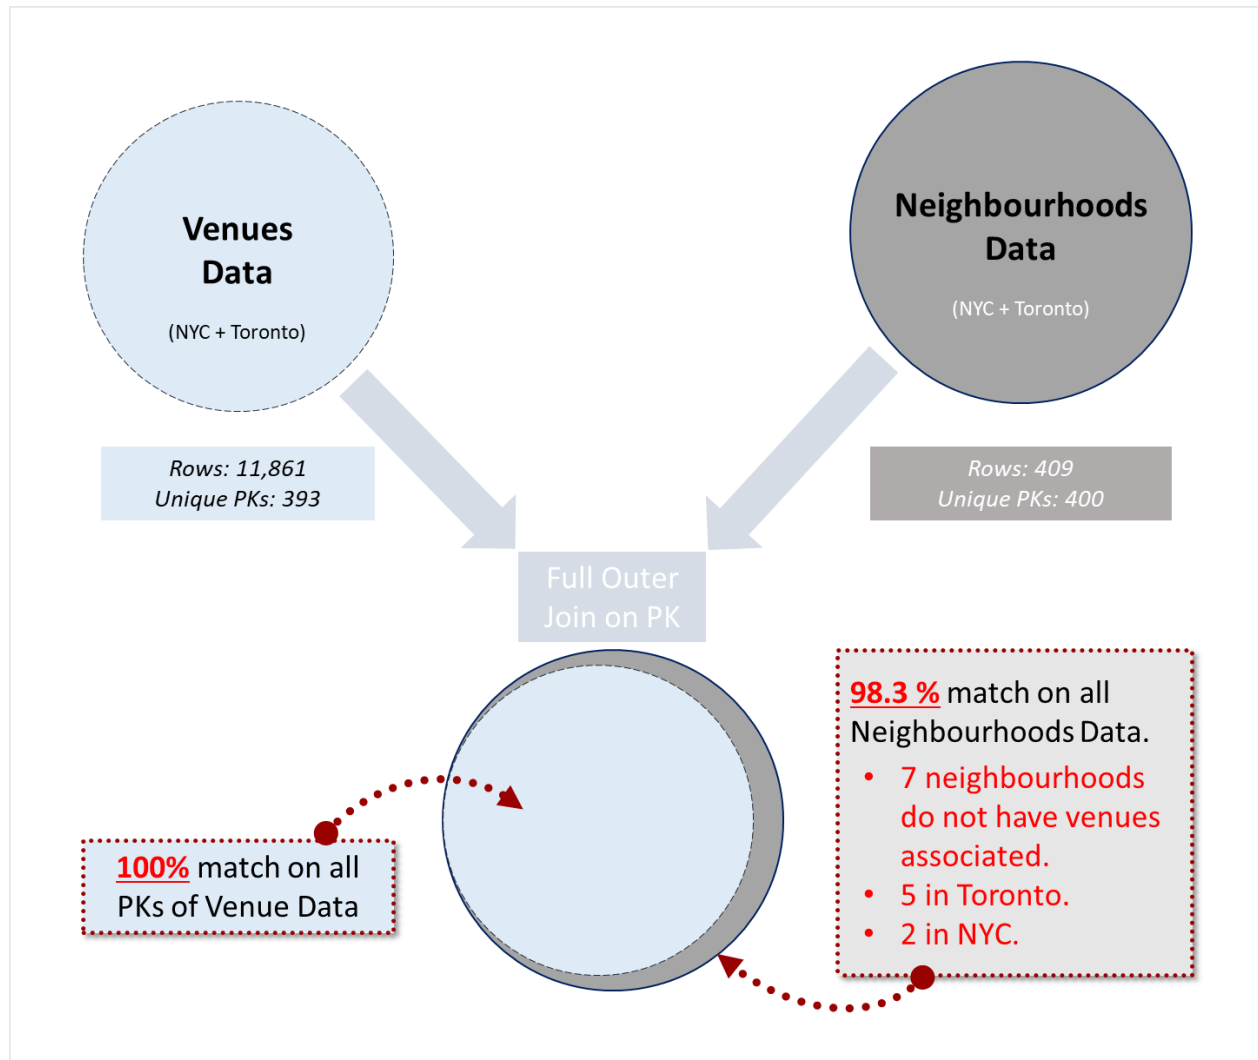 Venues
Data
(NYC + Toronto)
Neighbourhoods
Data
(NYC + Toronto)
Rows: 11,861
Unique PKs: 393
Rows: 409
Unique PKs: 400
Full Outer
Join on PK
100% match on all
PKs of Venue Data
98.3 % match on all
Neighbourhoods Data.
• 7 neighbourhoods
do not have venues
associated.
• 5 in Toronto.
• 2 in NYC.